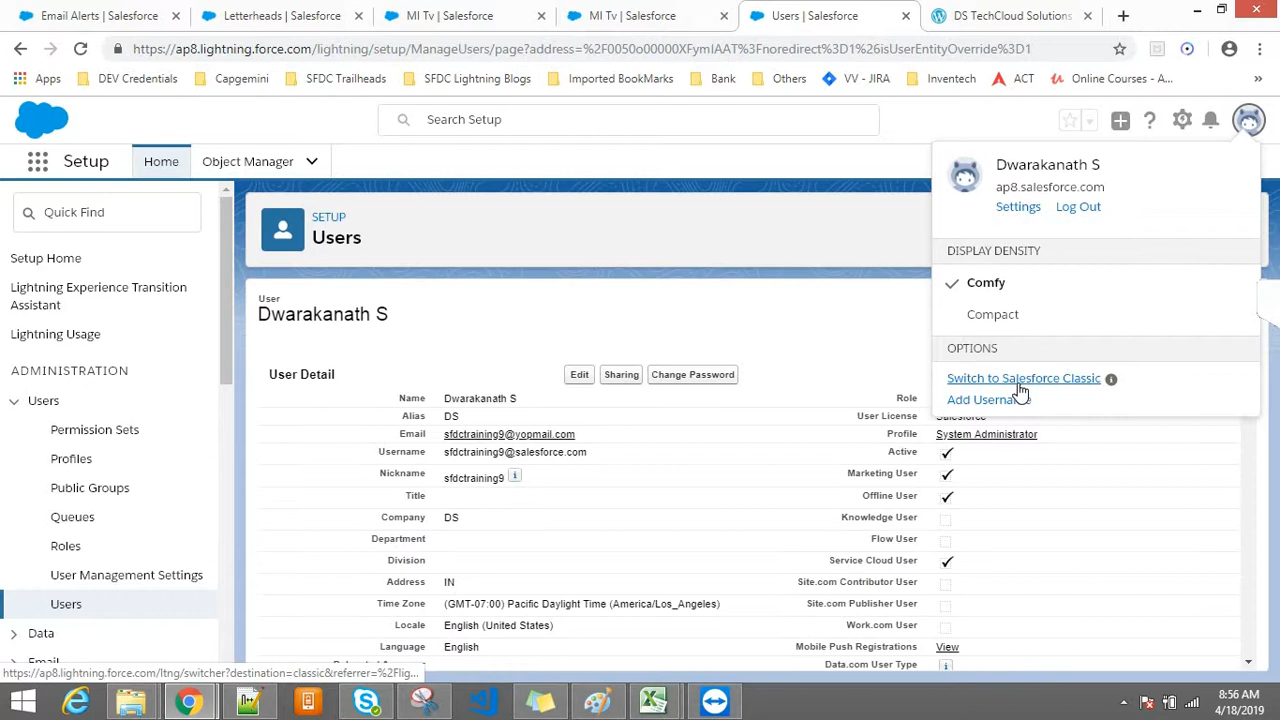 Email Alerts | Salesforce
Letterheads | Salesforce
MI Tv | Salesforce
MI Tv | Salesforce
Users | Salesforce
DS TechCloud Solutions
https://ap8.lightning.force.com/lightning/setup/ManageUsers/page?address=%2F0050o00000XFymIAAT%3Fnoredirect%3D1%26isUserEntityOverride%3D1
Apps
DEV Credentials
Capgemini
SFDC Trailheads
SFDC Lightning Blogs
Imported BookMarks
Bank
Others
VV - JIRA
Inventech
ACT
Online Courses - A...
Search Setup
Setup
Home
Object Manager
Dwarakanath S
ap8.salesforce.com
Settings Log Out
DISPLAY DENSITY
Comfy
Compact
OPTIONS
Switch to Salesforce Classic
Add Username
Quick Find
Setup Home
Lightning Experience Transition
Assistant
Lightning Usage
ADMINISTRATION
Users
Permission Sets
Profiles
Public Groups
Queues
Roles
User Management Settings
Users
Data
Email
SETUP
Users
User
Dwarakanath S
User Detail
Edit Sharing Change Password
Name Dwarakanath S Role
Alias DS User License Salesforce
Email sfdctraining9@yopmail.com Profile System Administrator
Username sfdctraining9@salesforce.com Active
Nickname sfdctraining9 Marketing User
Title Offline User
Company DS Knowledge User
Department Flow User
Division Service Cloud User
Address IN Site.com Contributor User
Time Zone (GMT-07:00) Pacific Daylight Time (America/Los_Angeles) Site.com Publisher User
Locale English (United States) Work.com User
Language English Mobile Push Registrations View
Data.com User Type
https://ap8.lightning.force.com/ltng/switcher?destination=classic&referrer=%2Flig...
8:56 AM
4/18/2019